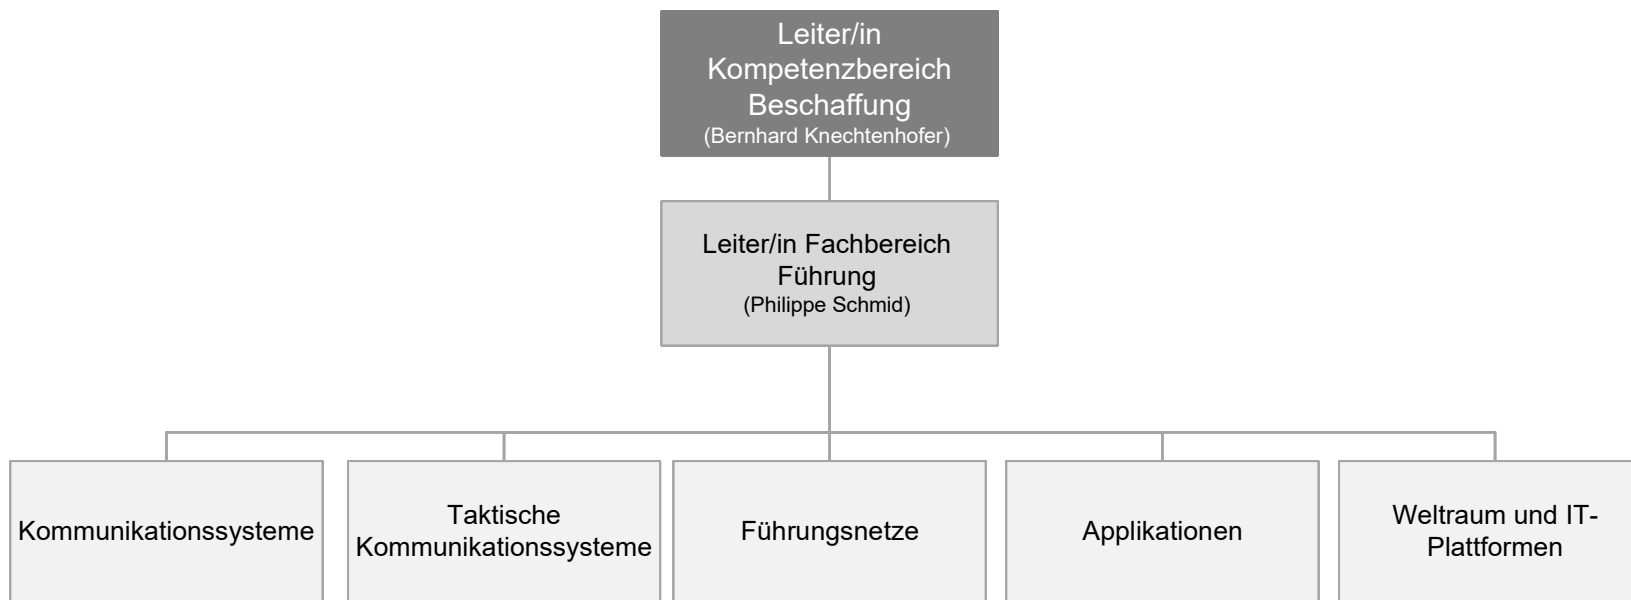 Leiter/in
Kompetenzbereich
Beschaffung
(Bernhard Knechtenhofer)
Leiter/in Fachbereich
Führung
(Philippe Schmid)
Kommunikationssysteme
Taktische
Kommunikationssysteme
Führungsnetze
Applikationen
Weltraum und IT-
Plattformen